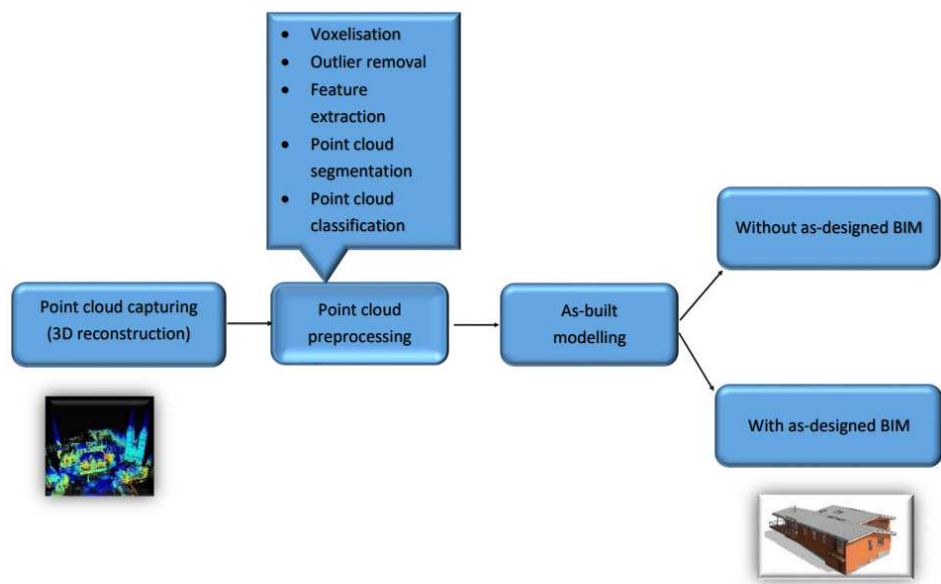 • Voxelisation
• Outlier removal
• Feature
extraction
• Point cloud
segmentation
• Point cloud
classification
Point cloud capturing
(3D reconstruction)
Point cloud
preprocessing
As-built
modelling
Without as-designed BIM
With as-designed BIM